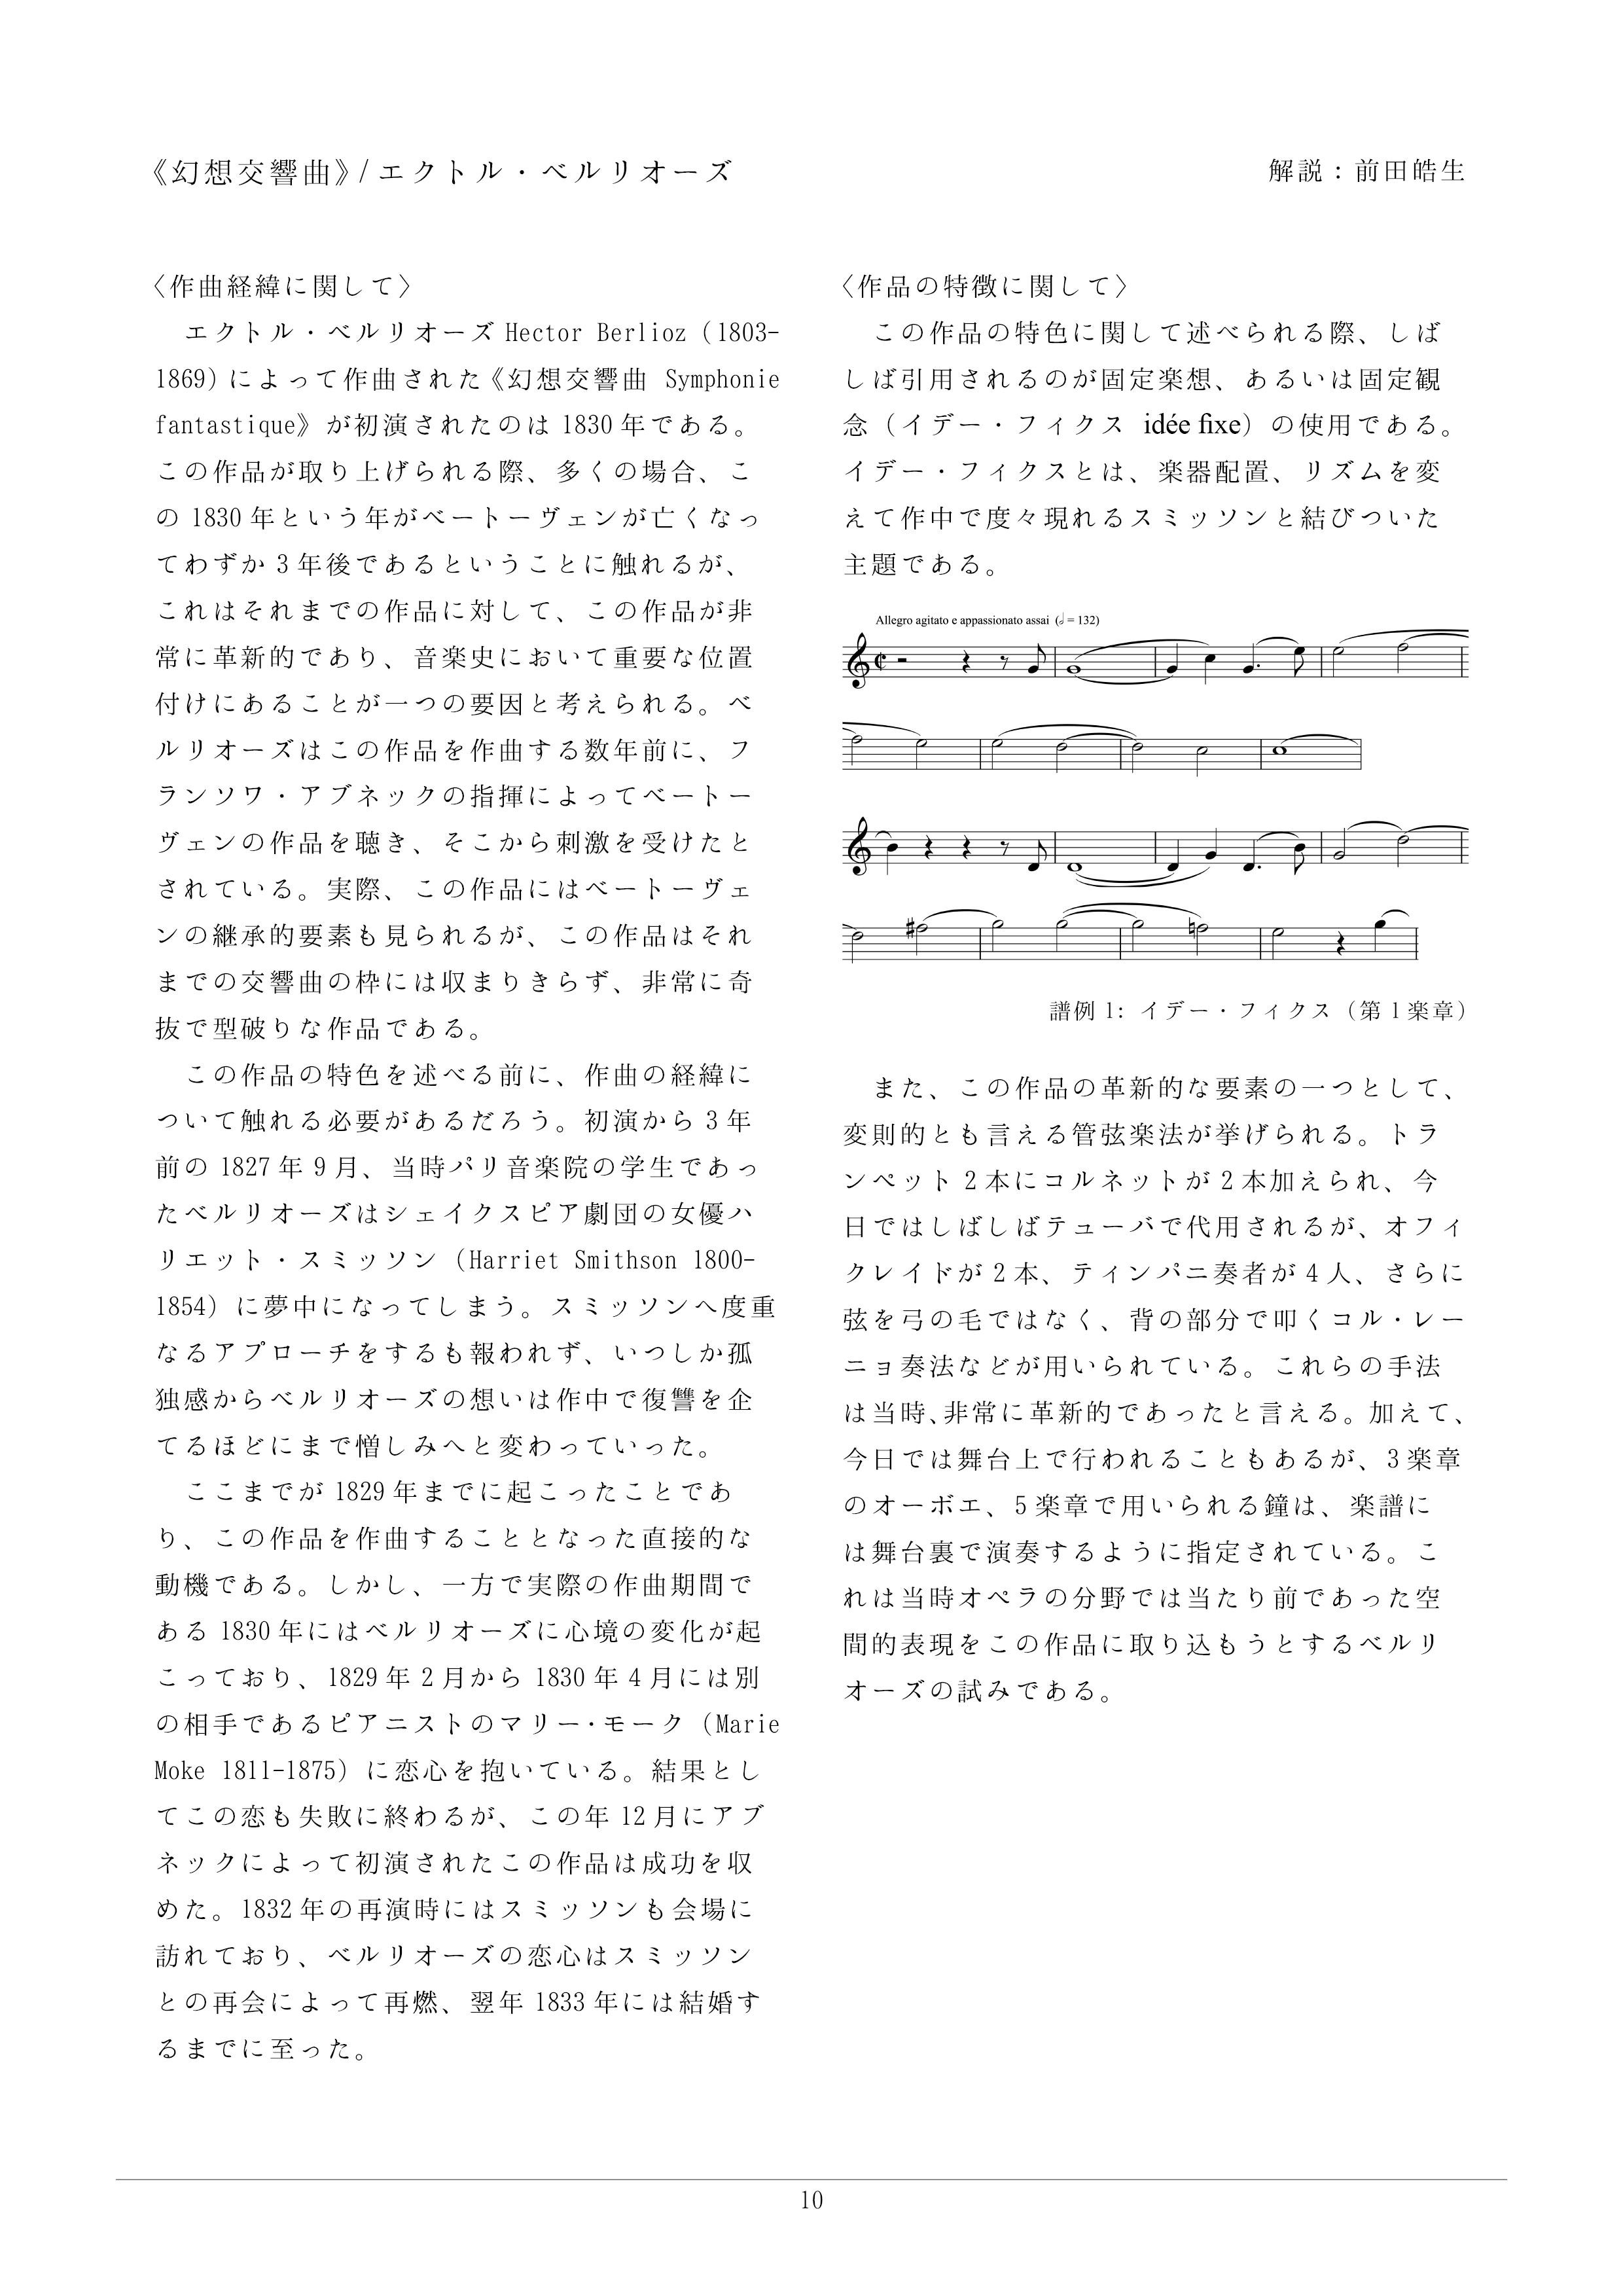 《幻想交響曲》/ エクトル・ベルリオーズ
解説：前田皓生
〈作曲経緯に関して〉
エクトル・ベルリオーズ Hector Berlioz（1803-
1869）によって作曲された《幻想交響曲 Symphonie
fantastique》が初演されたのは 1830 年である。
この作品が取り上げられる際、多くの場合、こ
の 1830 年という年がベートーヴェンが亡くなっ
てわずか 3 年後であるということに触れるが、
これはそれまでの作品に対して、この作品が非
常に革新的であり、音楽史において重要な位置
付けにあることが一つの要因と考えられる。ベ
ルリオーズはこの作品を作曲する数年前に、フ
ランソワ・アブネックの指揮によってベートー
ヴェンの作品を聴き、そこから刺激を受けたと
されている。実際、この作品にはベートーヴェ
ンの継承的要素も見られるが、この作品はそれ
までの交響曲の枠には収まりきらず、非常に奇
抜で型破りな作品である。
この作品の特色を述べる前に、作曲の経緯に
ついて触れる必要があるだろう。初演から 3 年
前の 1827 年 9 月、当時パリ音楽院の学生であっ
たベルリオーズはシェイクスピア劇団の女優ハ
リエット・スミッソン（Harriet Smithson 1800-
1854）に夢中になってしまう。スミッソンへ度重
なるアプローチをするも報われず、いつしか孤
独感からベルリオーズの想いは作中で復讐を企
てるほどにまで憎しみへと変わっていった。
ここまでが 1829 年までに起こったことであ
り、この作品を作曲することとなった直接的な
動機である。しかし、一方で実際の作曲期間で
ある 1830 年にはベルリオーズに心境の変化が起
こっており、1829 年 2 月から 1830 年 4 月には別
の相手であるピアニストのマリー・モーク（Marie
Moke 1811-1875）に恋心を抱いている。結果とし
てこの恋も失敗に終わるが、この年 12 月にアブ
ネックによって初演されたこの作品は成功を収
めた。1832 年の再演時にはスミッソンも会場に
訪れており、ベルリオーズの恋心はスミッソン
との再会によって再燃、翌年 1833 年には結婚す
るまでに至った。
〈作品の特徴に関して〉
この作品の特色に関して述べられる際、しば
しば引用されるのが固定楽想、あるいは固定観
念（イデー・フィクス idée fixe）の使用である。
イデー・フィクスとは、楽器配置、リズムを変
えて作中で度々現れるスミッソンと結びついた
主題である。
Allegro agitato e appassionato assai (𝅗𝅥 = 132)
譜例 1: イデー・フィクス（第 1 楽章）
また、この作品の革新的な要素の一つとして、
変則的とも言える管弦楽法が挙げられる。トラ
ンペット 2 本にコルネットが 2 本加えられ、今
日ではしばしばテューバで代用されるが、オフィ
クレイドが 2 本、ティンパニ奏者が 4 人、さらに
弦を弓の毛ではなく、背の部分で叩くコル・レー
ニョ奏法などが用いられている。これらの手法
は当時、非常に革新的であったと言える。加えて、
今日では舞台上で行われることもあるが、3 楽章
のオーボエ、5 楽章で用いられる鐘は、楽譜に
は舞台裏で演奏するように指定されている。こ
れは当時オペラの分野では当たり前であった空
間的表現をこの作品に取り込もうとするベルリ
オーズの試みである。
10